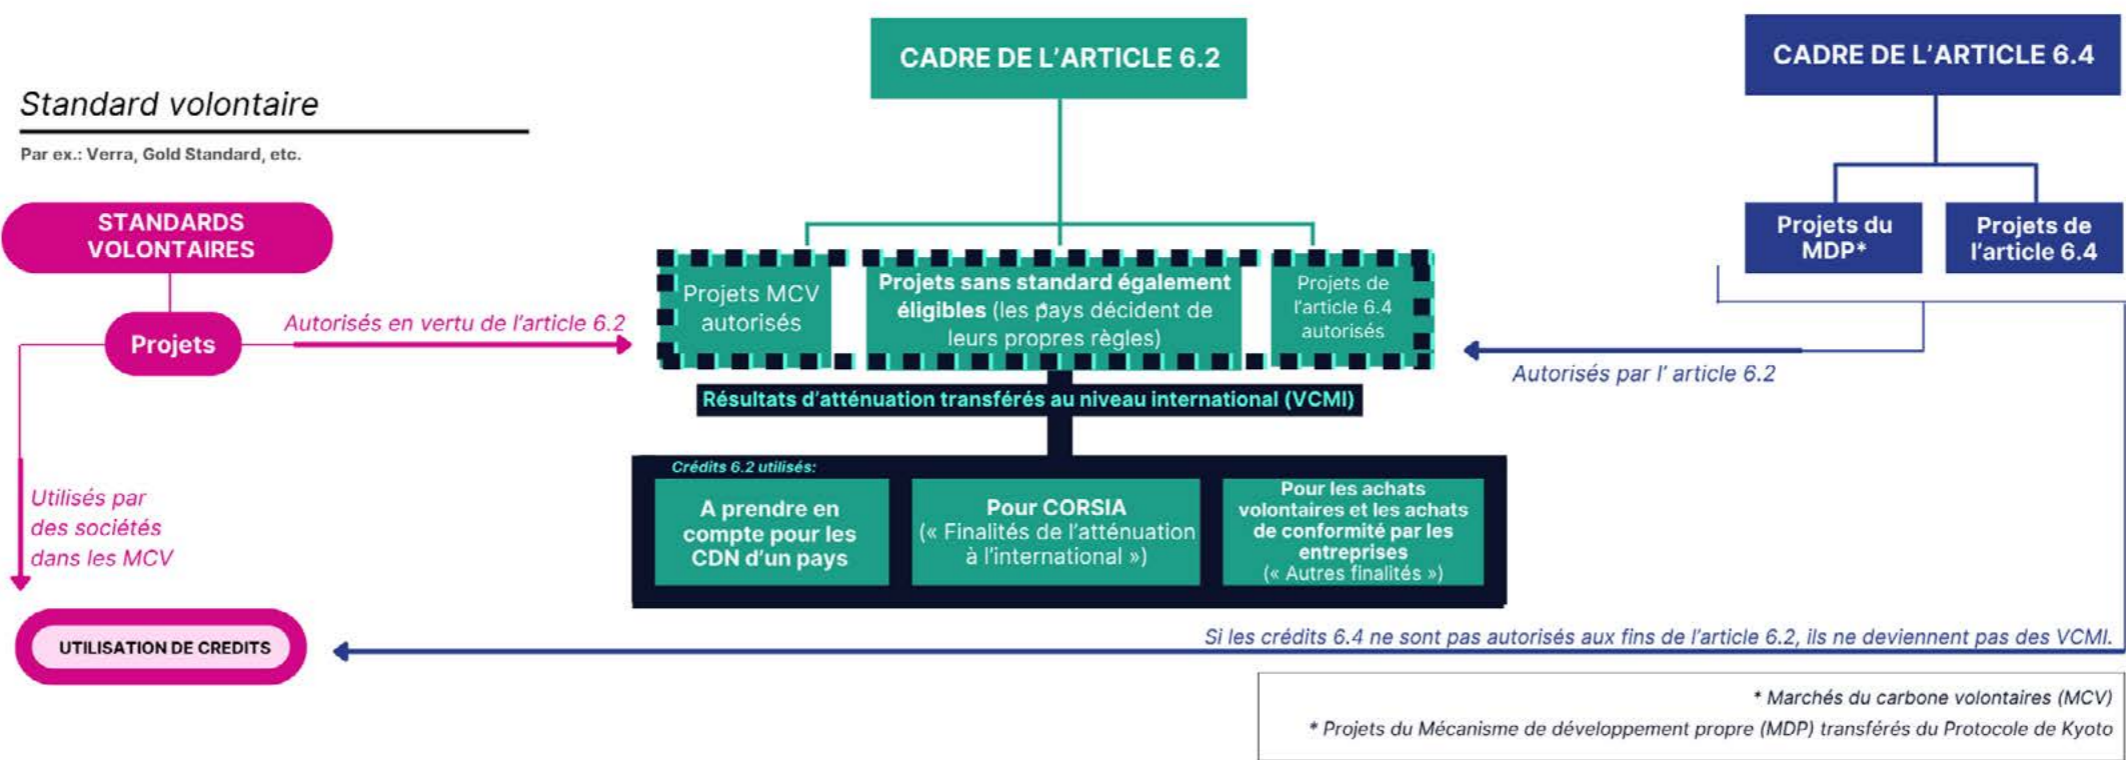 CADRE DE L'ARTICLE 6.2
CADRE DE L'ARTICLE 6.4
Standard volontaire
Par ex.: Verra, Gold Standard, etc.
STANDARDS
VOLONTAIRES
Projets
Autorisés en vertu de l'article 6.2
Utilisés par
des sociétés
dans les MCV
UTILISATION DE CREDITS
Projets MCV
autorisés
Projets sans standard également
éligibles (les pays décident de
leurs propres règles)
Projets de
l'article 6.4
autorisés
Résultats d'atténuation transférés au niveau international (VCMI)
Crédits 6.2 utilisés:
A prendre en
compte pour les
CDN d'un pays
Pour CORSIA
(« Finalités de l'atténuation
à l'international »)
Pour les achats
volontaires et les achats
de conformité par les
entreprises
(« Autres finalités »)
Projets du
MDP*
Projets de
l'article 6.4
Autorisés par l' article 6.2
Si les crédits 6.4 ne sont pas autorisés aux fins de l'article 6.2, ils ne deviennent pas des VCMI.
* Marchés du carbone volontaires (MCV)
* Projets du Mécanisme de développement propre (MDP) transférés du Protocole de Kyoto